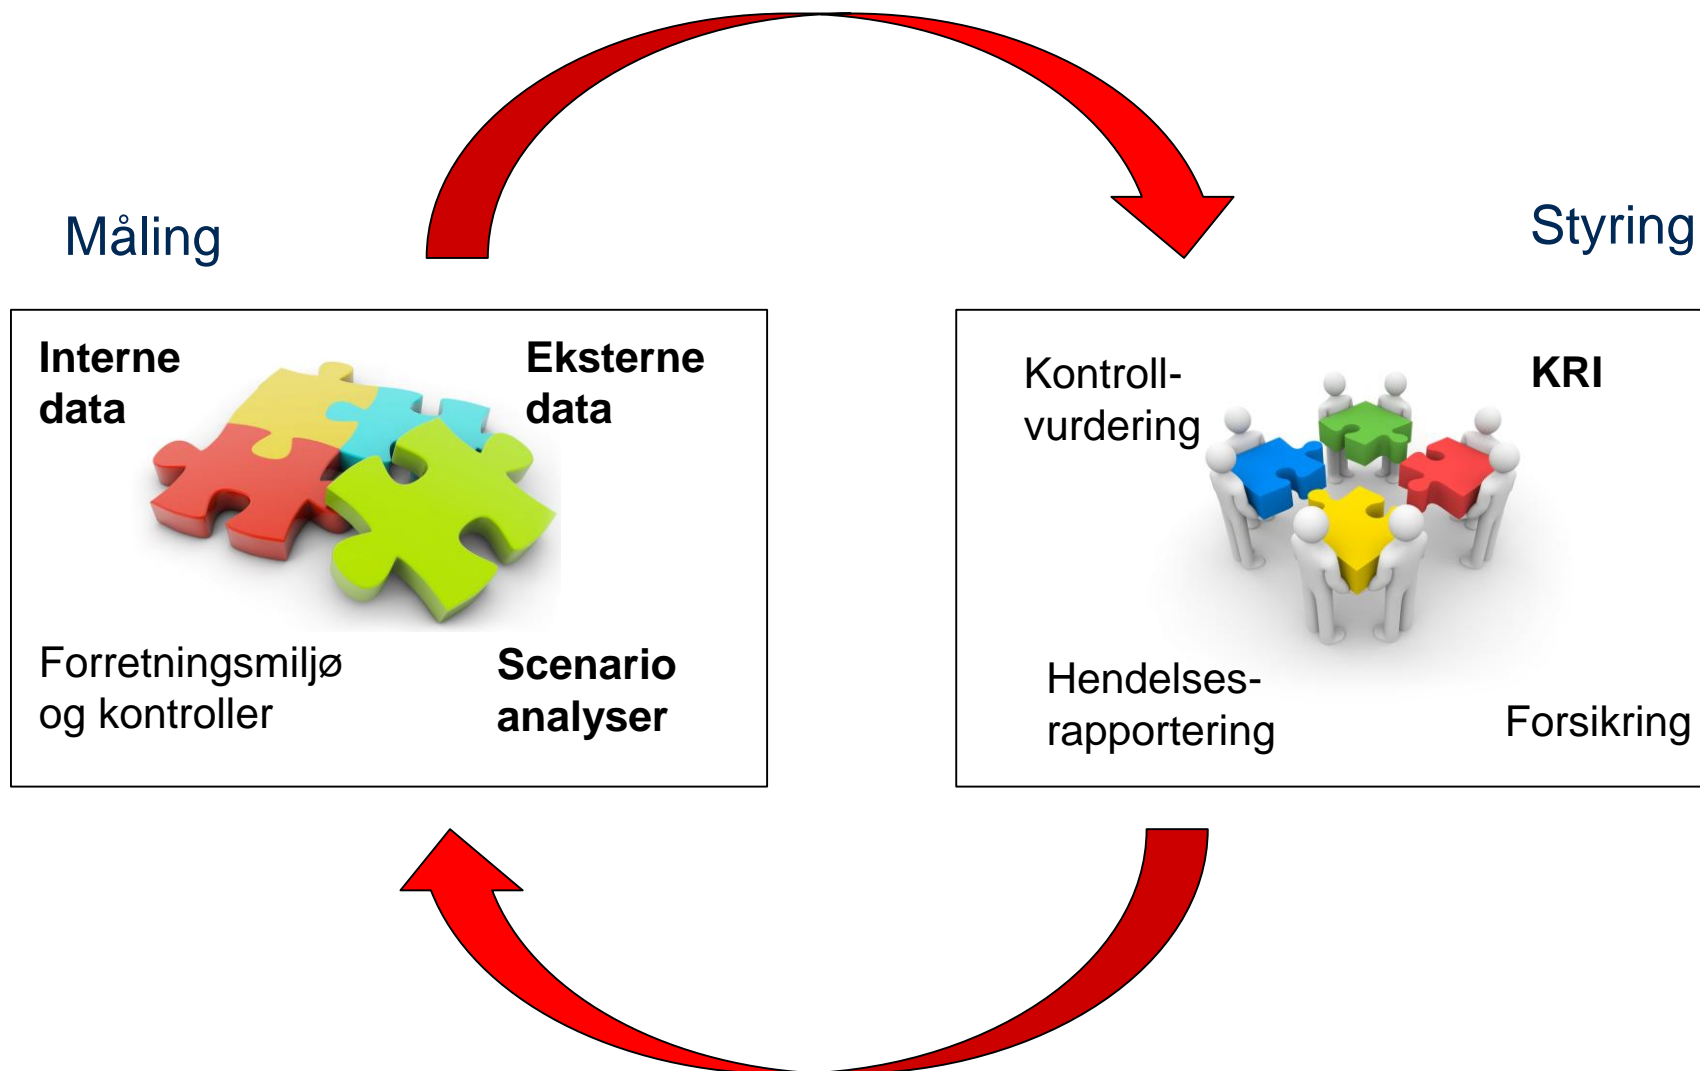 Måling
Styring
Interne
data
Eksterne
data
Forretningsmiljø
og kontroller
Scenario
analyser
Kontroll-
vurdering
KRI
Hendelses-
rapportering
Forsikring